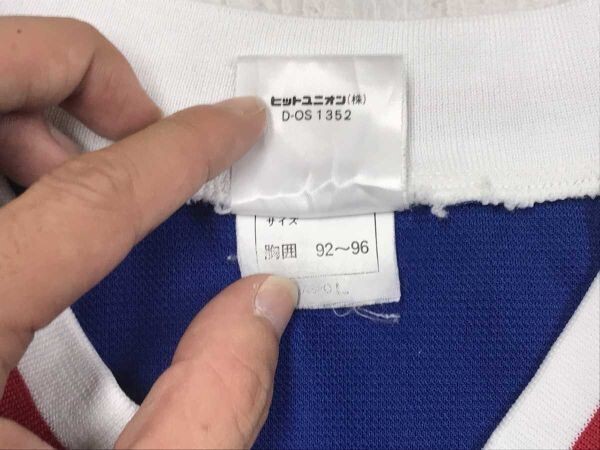 ヒットユニオン(株)
D-OS 1352
サイズ
胸囲 92〜96